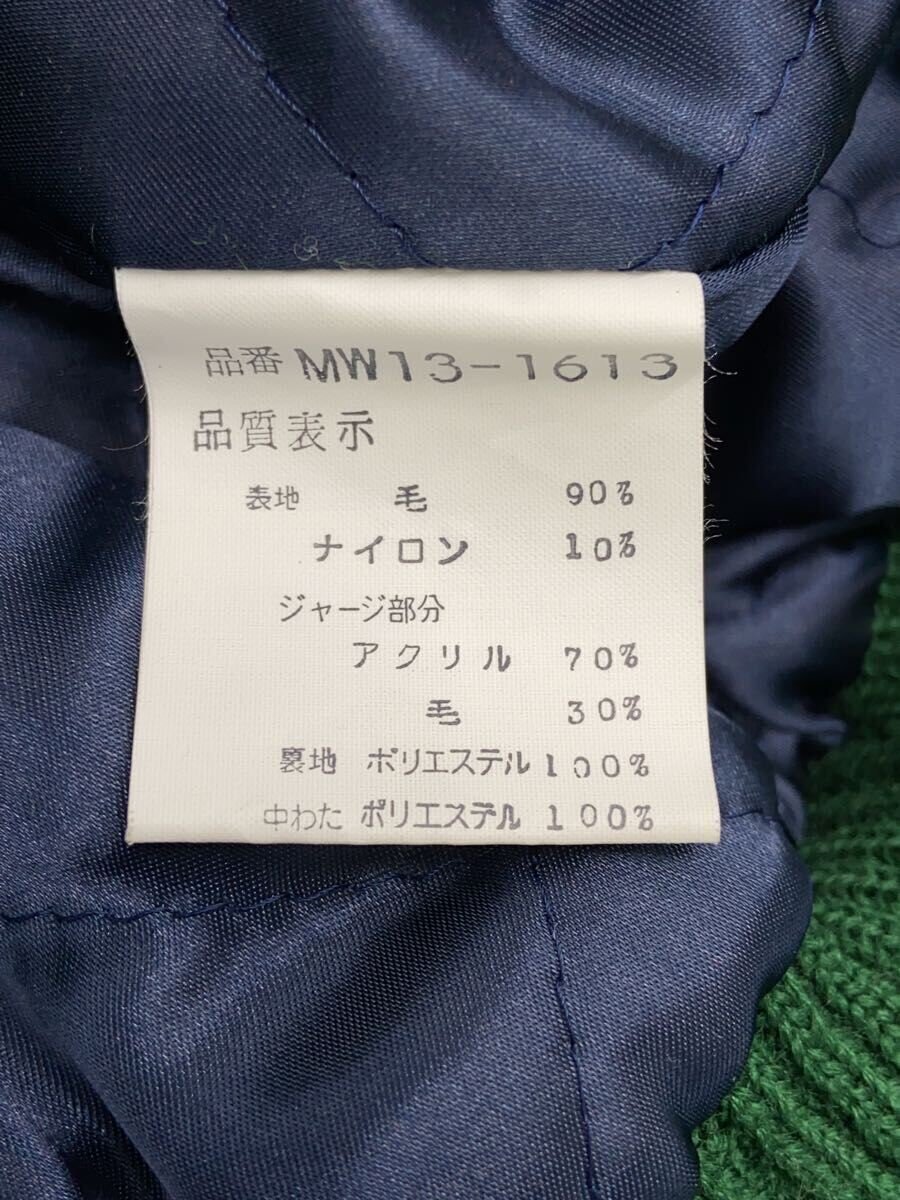 品番 MW13-1613
品質表示
表地 毛 90%
ナイロン 10%
ジャージ部分
アクリル 70%
毛 30%
裏地 ポリエステル 100%
中わた ポリエステル 100%